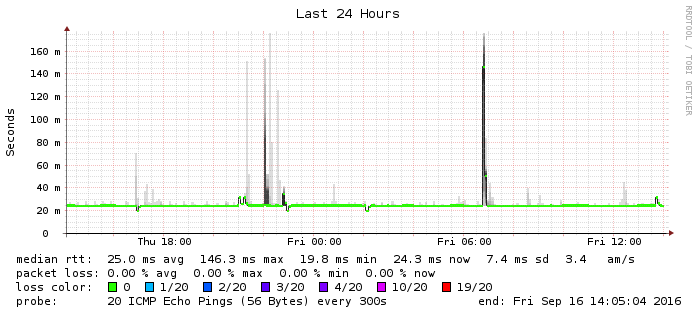 Last 24 Hours
RRDTOOL / TOBI OETIKER
Seconds
160 m
140 m
120 m
100 m
80 m
60 m
40 m
20 m
0
Thu 18:00 Fri 00:00 Fri 06:00 Fri 12:00
median rtt: 25.0 ms avg 146.3 ms max 19.8 ms min 24.3 ms now 7.4 ms sd 3.4 am/s
packet loss: 0.00 % avg 0.00 % max 0.00 % min 0.00 % now
loss color: 0 1/20 2/20 3/20 4/20 10/20 19/20
probe: 20 ICMP Echo Pings (56 Bytes) every 300s end: Fri Sep 16 14:05:04 2016